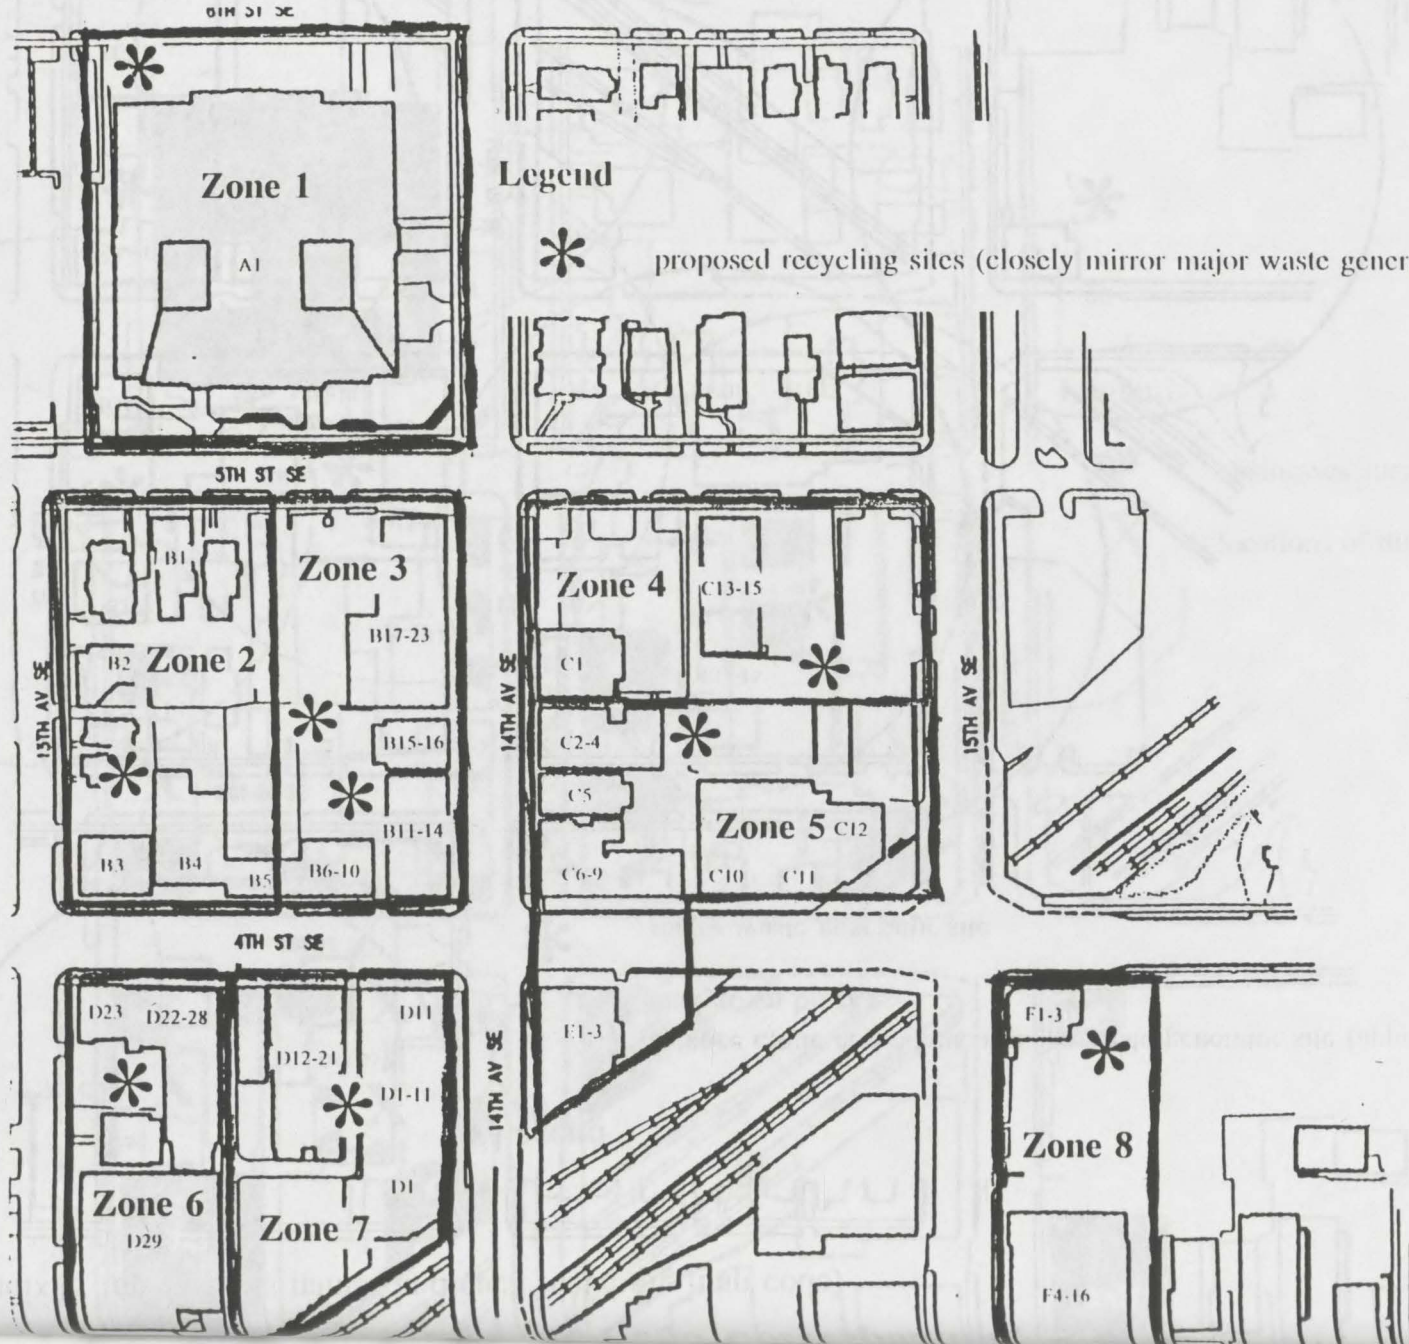 6TH ST SE
Zone 1
A1
Legend
proposed recycling sites (closely mirror major waste gener
5TH ST SE
B1
Zone 3
Zone 4
C13-15
B17-23
B2
Zone 2
C1
13TH AV SE
14TH AV SE
15TH AV SE
B15-16
C2-4
C5
B11-14
Zone 5
C12
B3
B4
B5
B6-10
C6-9
C10
C11
4TH ST SE
D23
D22-28
D11
E1-3
F1-3
D12-21
D1-11
14TH AV SE
Zone 8
D1
Zone 6
D29
Zone 7
F4-16